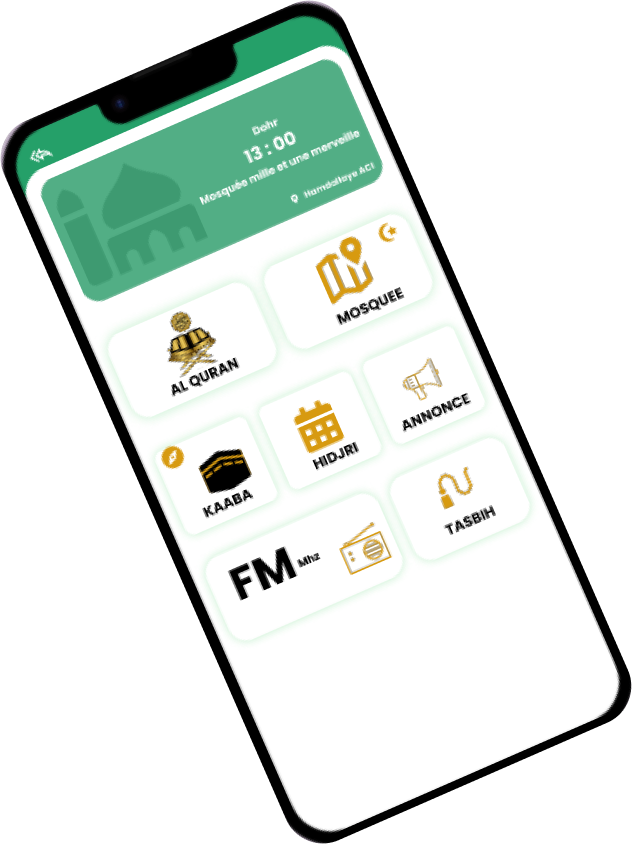 Dohr
13:00
Mosquée mille et une merveille
Hamdallaye ACI
MOSQUEE
AL QURAN
ANNONCE
HIDJRI
KAABA
TASBIH
FM Mhz